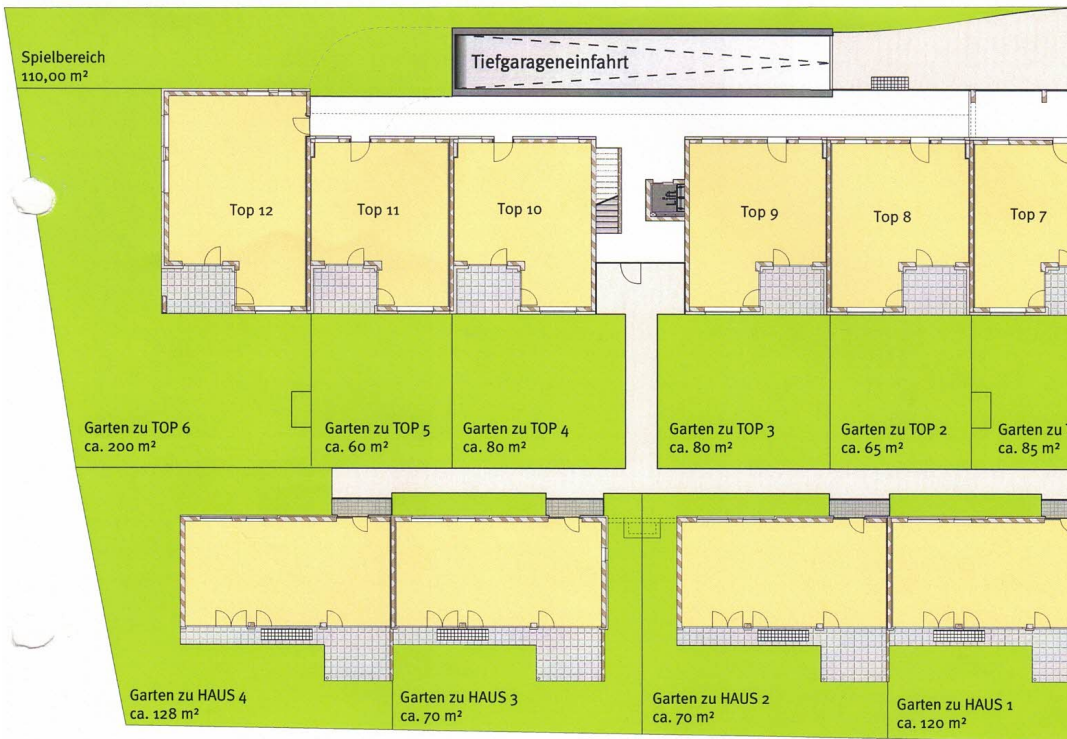 Spielbereich
110,00 m²
Tiefgarageneinfahrt
Top 12
Top 11
Top 10
Top 9
Top 8
Top 7
Garten zu TOP 6
ca. 200 m²
Garten zu TOP 5
ca. 60 m²
Garten zu TOP 4
ca. 80 m²
Garten zu TOP 3
ca. 80 m²
Garten zu TOP 2
ca. 65 m²
Garten zu T
ca. 85 m²
Garten zu HAUS 4
ca. 128 m²
Garten zu HAUS 3
ca. 70 m²
Garten zu HAUS 2
ca. 70 m²
Garten zu HAUS 1
ca. 120 m²